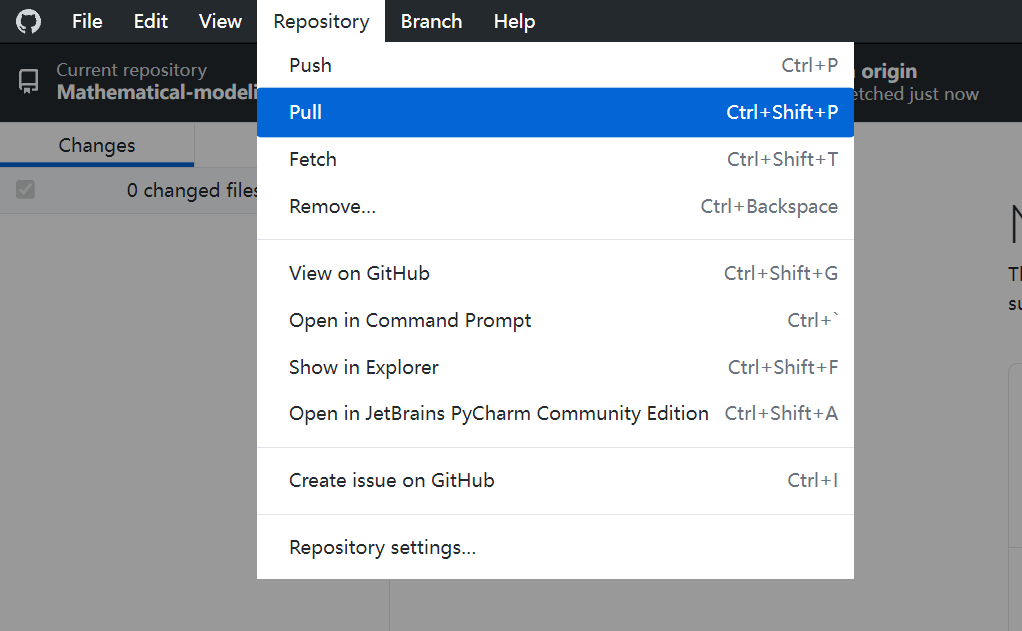 File Edit View Repository Branch Help
Current repository
Mathematical-modeli
origin
etched just now
Changes
0 changed files
Push Ctrl+P
Pull Ctrl+Shift+P
Fetch Ctrl+Shift+T
Remove... Ctrl+Backspace
View on GitHub Ctrl+Shift+G
Open in Command Prompt Ctrl+`
Show in Explorer Ctrl+Shift+F
Open in JetBrains PyCharm Community Edition Ctrl+Shift+A
Create issue on GitHub Ctrl+I
Repository settings...